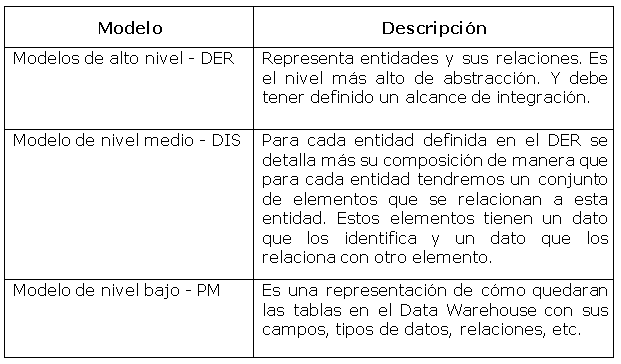 Modelo
Descripción
Modelos de alto nivel - DER
Representa entidades y sus relaciones. Es
el nivel más alto de abstracción. Y debe
tener definido un alcance de integración.
Modelo de nivel medio - DIS
Para cada entidad definida en el DER se
detalla más su composición de manera que
para cada entidad tendremos un conjunto
de elementos que se relacionan a esta
entidad. Estos elementos tienen un dato
que los identifica y un dato que los
relaciona con otro elemento.
Modelo de nivel bajo - PM
Es una representación de cómo quedaran
las tablas en el Data Warehouse con sus
campos, tipos de datos, relaciones, etc.